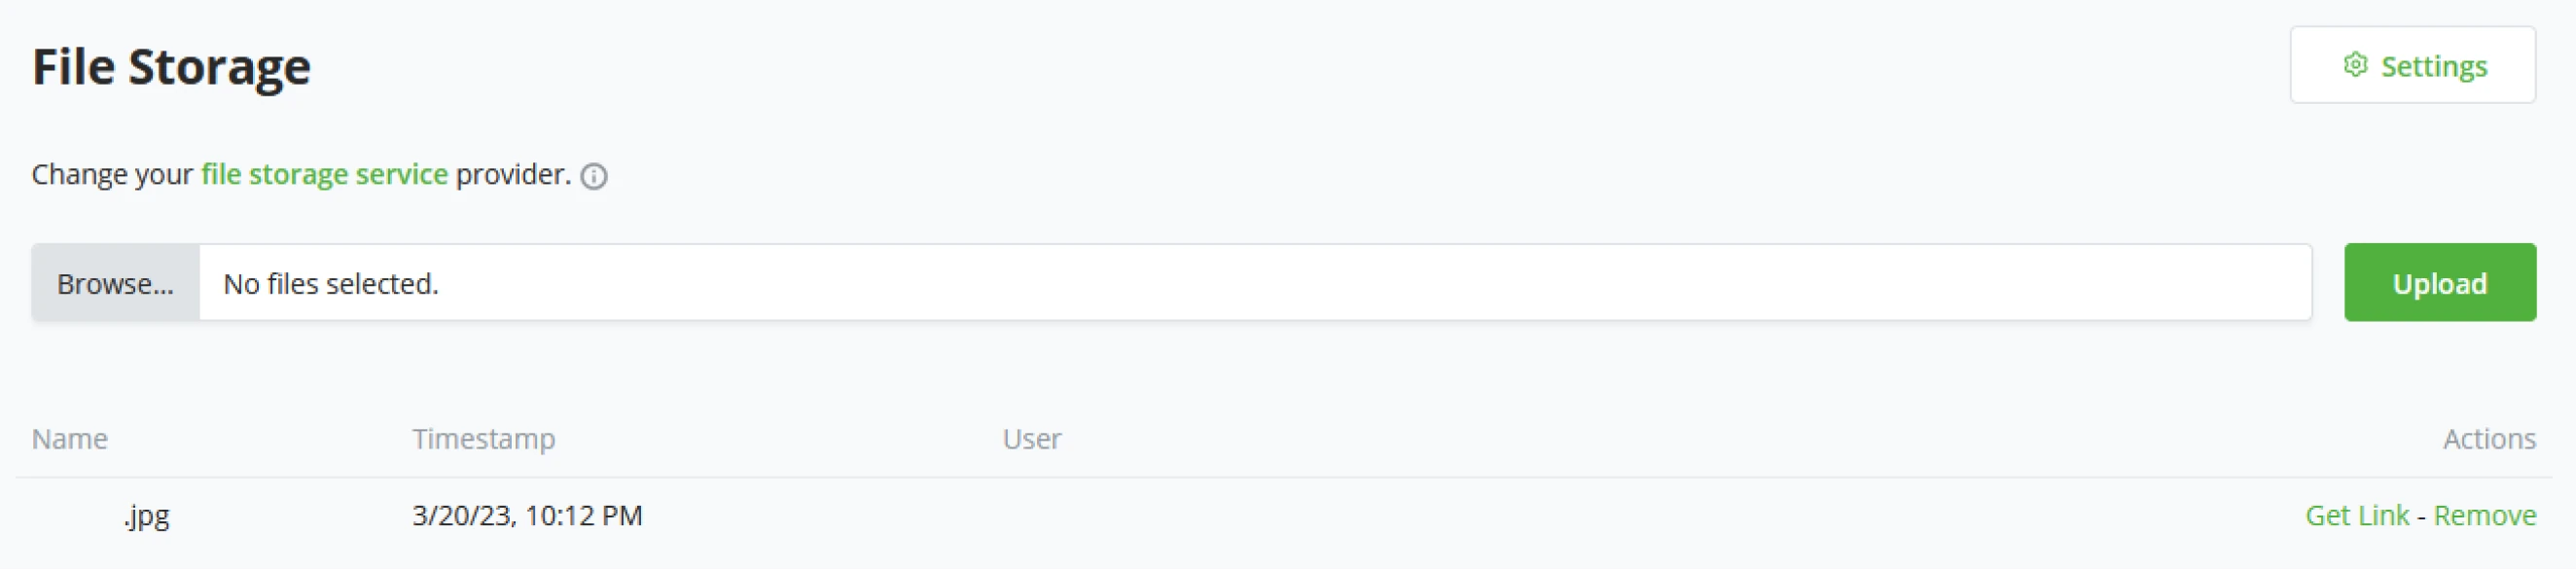 File Storage
Settings
Change your file storage service provider.
Browse... No files selected.
Upload
Name Timestamp User Actions
.jpg 3/20/23, 10:12 PM Get Link - Remove